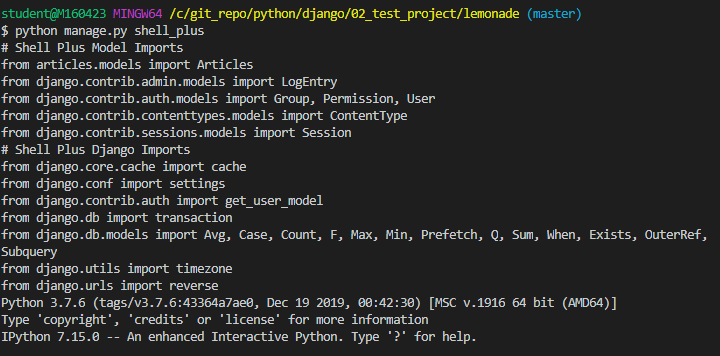 student@M160423 MINGW64 /c/git_repo/python/django/02_test_project/lemonade (master)
$ python manage.py shell_plus
# Shell Plus Model Imports
from articles.models import Articles
from django.contrib.admin.models import LogEntry
from django.contrib.auth.models import Group, Permission, User
from django.contrib.contenttypes.models import ContentType
from django.contrib.sessions.models import Session
# Shell Plus Django Imports
from django.core.cache import cache
from django.conf import settings
from django.contrib.auth import get_user_model
from django.db import transaction
from django.db.models import Avg, Case, Count, F, Max, Min, Prefetch, Q, Sum, When, Exists, OuterRef,
Subquery
from django.utils import timezone
from django.urls import reverse
Python 3.7.6 (tags/v3.7.6:43364a7ae0, Dec 19 2019, 00:42:30) [MSC v.1916 64 bit (AMD64)]
Type 'copyright', 'credits' or 'license' for more information
IPython 7.15.0 -- An enhanced Interactive Python. Type '?' for help.